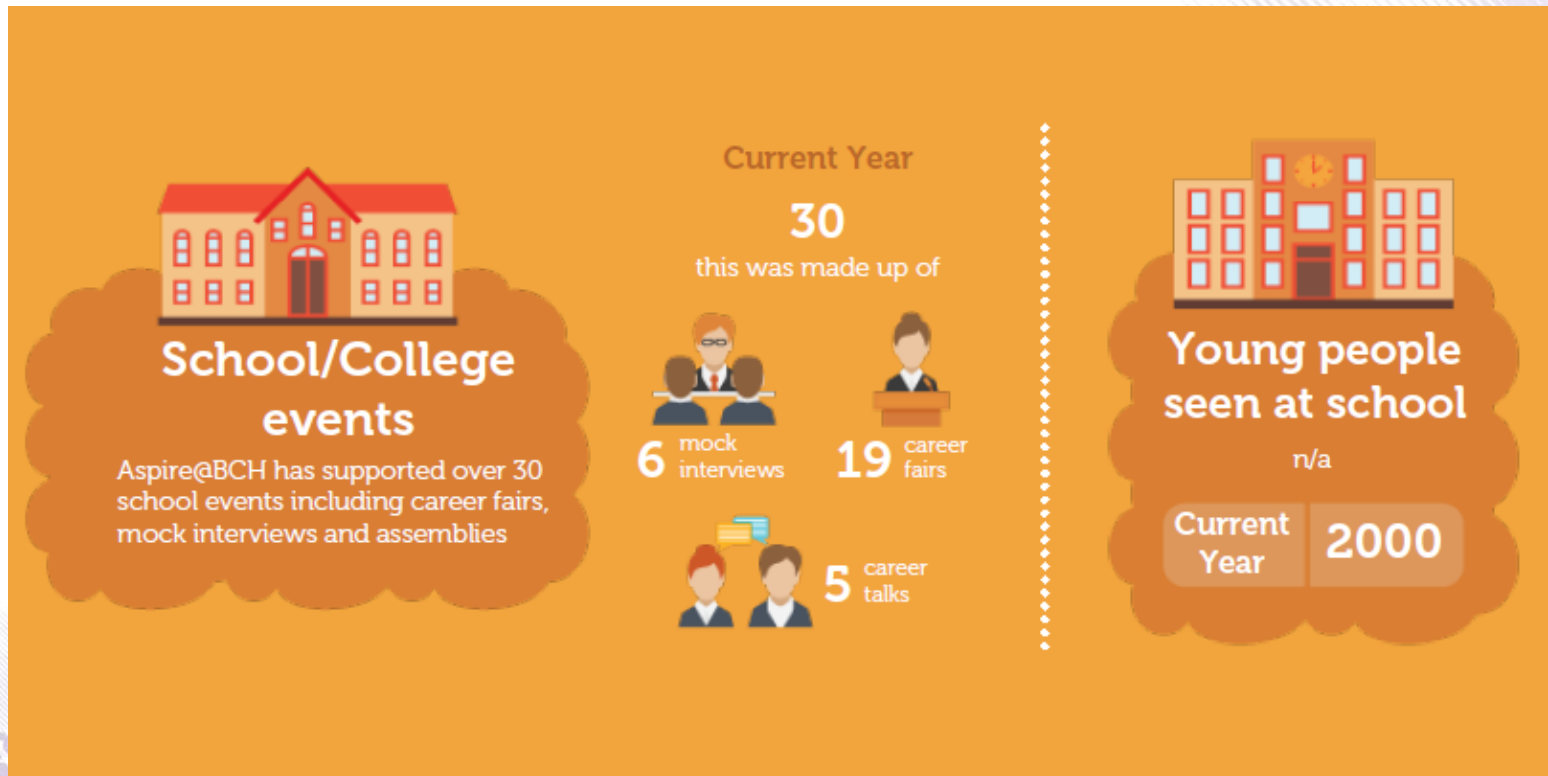 School/College
events
Aspire@BCH has supported over 30
school events including career fairs,
mock interviews and assemblies
Current Year
30
this was made up of
6 mock
interviews
19 career
fairs
5 career
talks
Young people
seen at school
n/a
Current
Year
2000